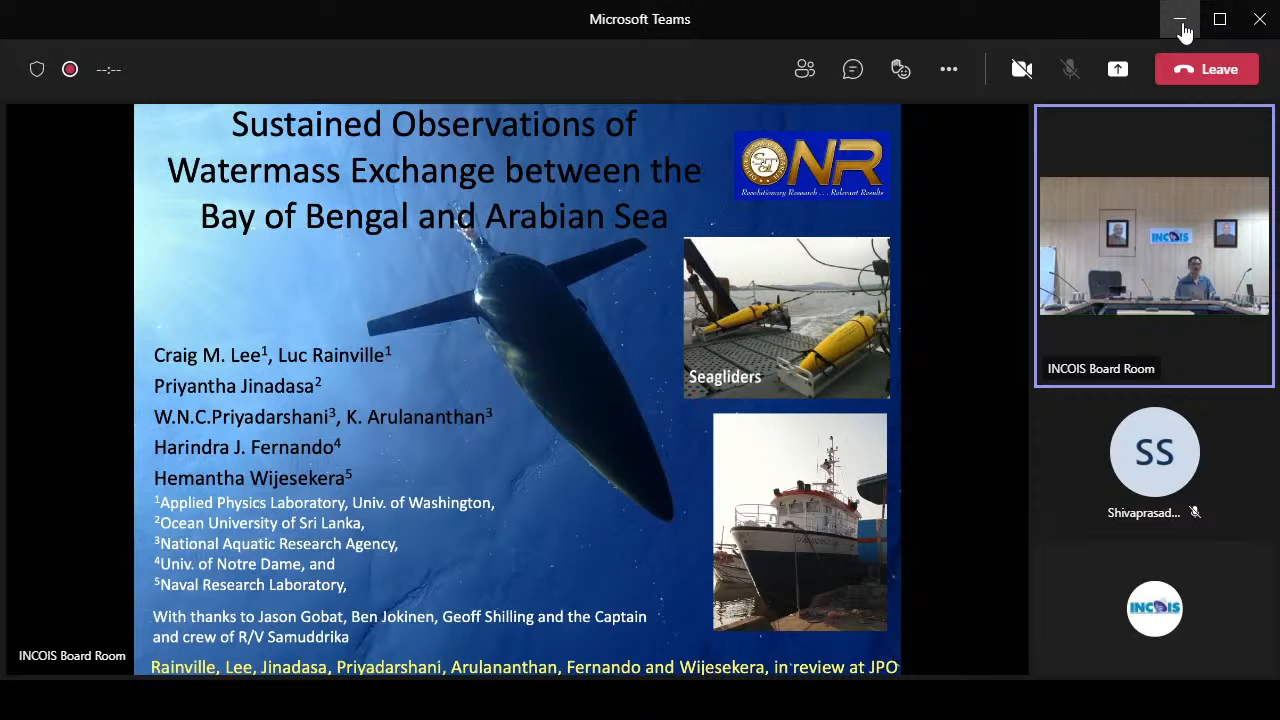 Microsoft Teams
--:--
Leave
Sustained Observations of
Watermass Exchange between the
Bay of Bengal and Arabian Sea
S&T
ONR
Revolutionary Research . . . Relevant Results
Seagliders
Craig M. Lee¹, Luc Rainville¹
Priyantha Jinadasa²
W.N.C.Priyadarshani³, K. Arulananthan³
Harindra J. Fernando⁴
Hemantha Wijesekera⁵
¹Applied Physics Laboratory, Univ. of Washington,
²Ocean University of Sri Lanka,
³National Aquatic Research Agency,
⁴Univ. of Notre Dame, and
⁵Naval Research Laboratory,
With thanks to Jason Gobat, Ben Jokinen, Geoff Shilling and the Captain
and crew of R/V Samuddrika
Rainville, Lee, Jinadasa, Priyadarshani, Arulananthan, Fernando and Wijesekera, in review at JPO
INCOIS Board Room
INCOIS
INCOIS Board Room
SS
Shivaprasad...
INCOIS